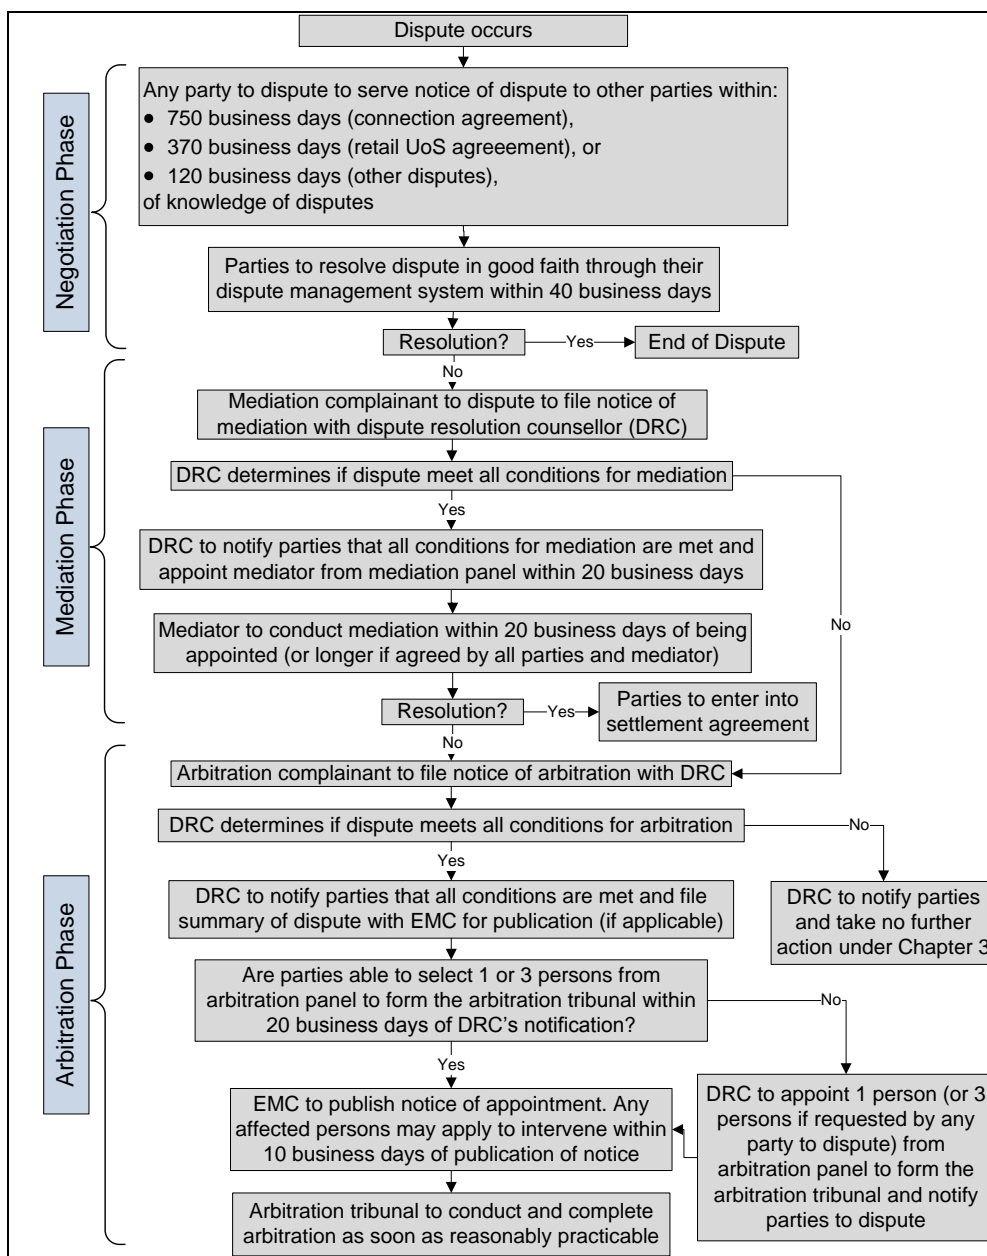 Dispute occurs
Negotiation Phase
Any party to dispute to serve notice of dispute to other parties within:
● 750 business days (connection agreement),
● 370 business days (retail UoS agreeement), or
● 120 business days (other disputes),
of knowledge of disputes
Parties to resolve dispute in good faith through their
dispute management system within 40 business days
Resolution?
Yes
End of Dispute
No
Mediation Phase
Mediation complainant to dispute to file notice of
mediation with dispute resolution counsellor (DRC)
DRC determines if dispute meet all conditions for mediation
Yes
DRC to notify parties that all conditions for mediation are met and
appoint mediator from mediation panel within 20 business days
No
Mediator to conduct mediation within 20 business days of being
appointed (or longer if agreed by all parties and mediator)
Resolution?
Yes
Parties to enter into
settlement agreement
No
Arbitration Phase
Arbitration complainant to file notice of arbitration with DRC
DRC determines if dispute meets all conditions for arbitration
No
Yes
DRC to notify parties
and take no further
action under Chapter 3
DRC to notify parties that all conditions are met and file
summary of dispute with EMC for publication (if applicable)
Are parties able to select 1 or 3 persons from
arbitration panel to form the arbitration tribunal within
20 business days of DRC's notification?
No
Yes
DRC to appoint 1 person (or 3
persons if requested by any
party to dispute) from
arbitration panel to form the
arbitration tribunal and notify
parties to dispute
EMC to publish notice of appointment. Any
affected persons may apply to intervene within
10 business days of publication of notice
Arbitration tribunal to conduct and complete
arbitration as soon as reasonably practicable